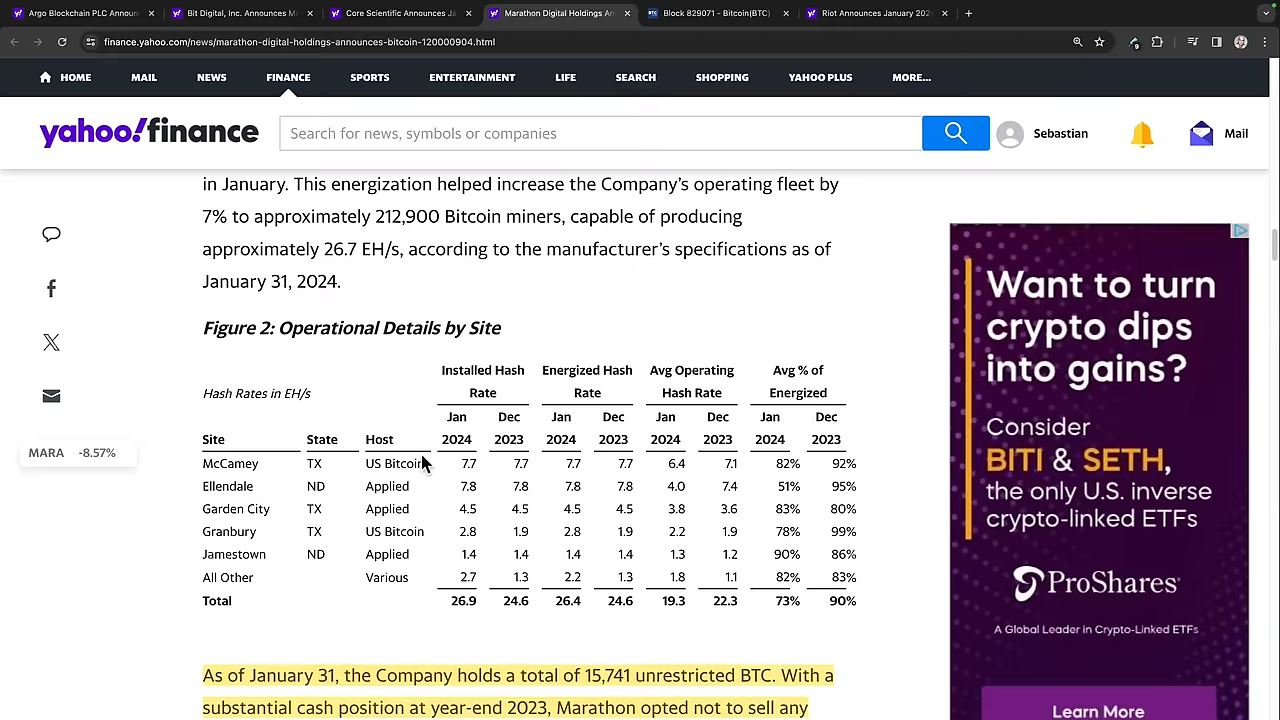 Argo Blockchain PLC Announ
Bit Digital, Inc. Announces M
Core Scientific Announces J
Marathon Digital Holdings An
Block 829071 - Bitcoin(BTC)
Riot Announces January 202
finance.yahoo.com/news/marathon-digital-holdings-announces-bitcoin-120000904.html
HOME MAIL NEWS FINANCE SPORTS ENTERTAINMENT LIFE SEARCH SHOPPING YAHOO PLUS MORE...
yahoo!finance
Search for news, symbols or companies
Sebastian
Mail
in January. This energization helped increase the Company's operating fleet by
7% to approximately 212,900 Bitcoin miners, capable of producing
approximately 26.7 EH/s, according to the manufacturer's specifications as of
January 31, 2024.
Figure 2: Operational Details by Site
Installed Hash Energized Hash Avg Operating Avg % of
Hash Rates in EH/s Rate Rate Hash Rate Energized
Jan Dec Jan Dec Jan Dec Jan Dec
Site State Host 2024 2023 2024 2023 2024 2023 2024 2023
McCamey TX US Bitcoin 7.7 7.7 7.7 7.7 6.4 7.1 82% 92%
Ellendale ND Applied 7.8 7.8 7.8 7.8 4.0 7.4 51% 95%
Garden City TX Applied 4.5 4.5 4.5 4.5 3.8 3.6 83% 80%
Granbury TX US Bitcoin 2.8 1.9 2.8 1.9 2.2 1.9 78% 99%
Jamestown ND Applied 1.4 1.4 1.4 1.4 1.3 1.2 90% 86%
All Other Various 2.7 1.3 2.2 1.3 1.8 1.1 82% 83%
Total 26.9 24.6 26.4 24.6 19.3 22.3 73% 90%
As of January 31, the Company holds a total of 15,741 unrestricted BTC. With a
substantial cash position at year-end 2023, Marathon opted not to sell any
MARA -8.57%
Want to turn
crypto dips
into gains?
Consider
BITI & SETH,
the only U.S. inverse
crypto-linked ETFs
ProShares
A Global Leader in Crypto-Linked ETFs
Learn More